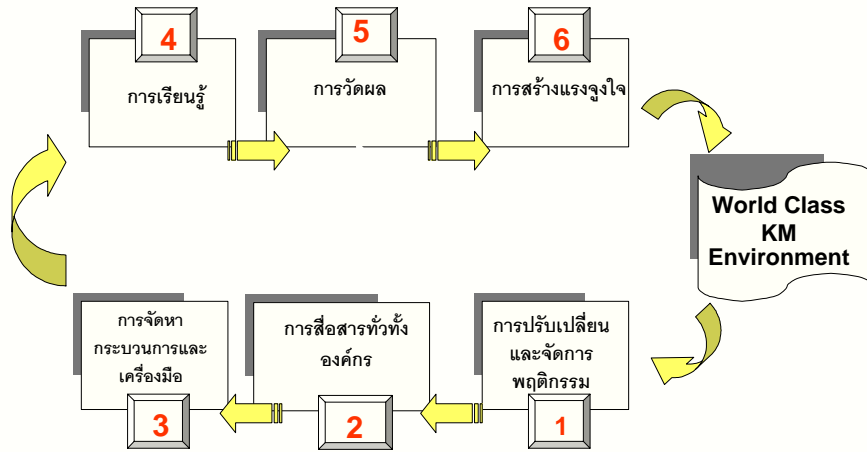 4
การเรียนรู้
5
การวัดผล
6
การสร้างแรงจูงใจ
World Class
KM
Environment
การจัดหา
กระบวนการและ
เครื่องมือ
3
การสื่อสารทั่วทั้ง
องค์กร
2
การปรับเปลี่ยน
และจัดการ
พฤติกรรม
1